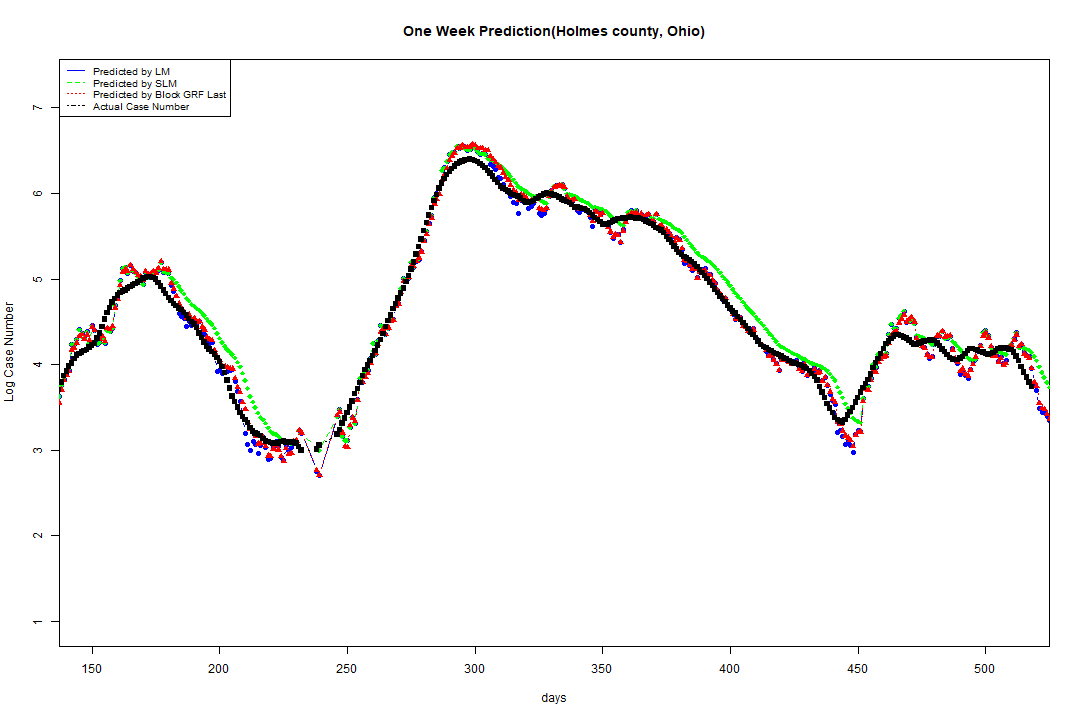 One Week Prediction(Holmes county, Ohio)
Predicted by LM
Predicted by SLM
Predicted by Block GRF Last
Actual Case Number
7
6
5
4
3
2
1
Log Case Number
150 200 250 300 350 400 450 500
days